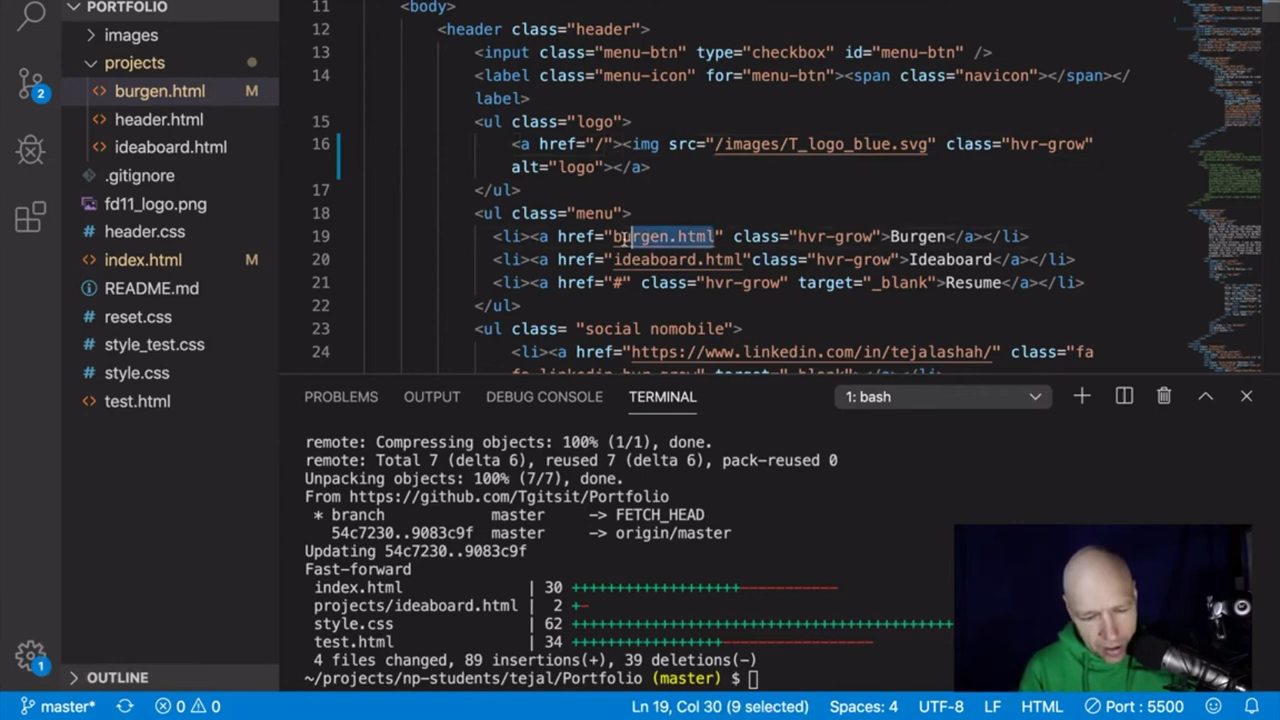 PORTFOLIO
images
projects
burgen.html M
header.html
ideaboard.html
.gitignore
fd11_logo.png
header.css
index.html M
README.md
reset.css
style_test.css
style.css
test.html
OUTLINE
2
1
11 <body>
12 <header class="header">
13 <input class="menu-btn" type="checkbox" id="menu-btn" />
14 <label class="menu-icon" for="menu-btn"><span class="navicon"></span></
label>
15 <ul class="logo">
16 <a href="/"><img src="/images/T_logo_blue.svg" class="hvr-grow"
alt="logo"></a>
17 </ul>
18 <ul class="menu">
19 <li><a href="burgen.html" class="hvr-grow">Burgen</a></li>
20 <li><a href="ideaboard.html"class="hvr-grow">Ideaboard</a></li>
21 <li><a href="#" class="hvr-grow" target="_blank">Resume</a></li>
22 </ul>
23 <ul class= "social nomobile">
24 <li><a href="https://www.linkedin.com/in/tejalashah/" class="fa
PROBLEMS OUTPUT DEBUG CONSOLE TERMINAL 1: bash
remote: Compressing objects: 100% (1/1), done.
remote: Total 7 (delta 6), reused 7 (delta 6), pack-reused 0
Unpacking objects: 100% (7/7), done.
From https://github.com/Tgitsit/Portfolio
* branch master -> FETCH_HEAD
54c7230..9083c9f master -> origin/master
Updating 54c7230..9083c9f
Fast-forward
index.html | 30 ++++++++++++++++++-----------
projects/ideaboard.html | 2 +-
style.css | 62 +++++++++++++++++++++++++++++++++++++++++
test.html | 34 ++++++++++++++++-----------------
4 files changed, 89 insertions(+), 39 deletions(-)
~/projects/np-students/tejal/Portfolio (master) $
master* 0 0 Ln 19, Col 30 (9 selected) Spaces: 4 UTF-8 LF HTML Port : 5500